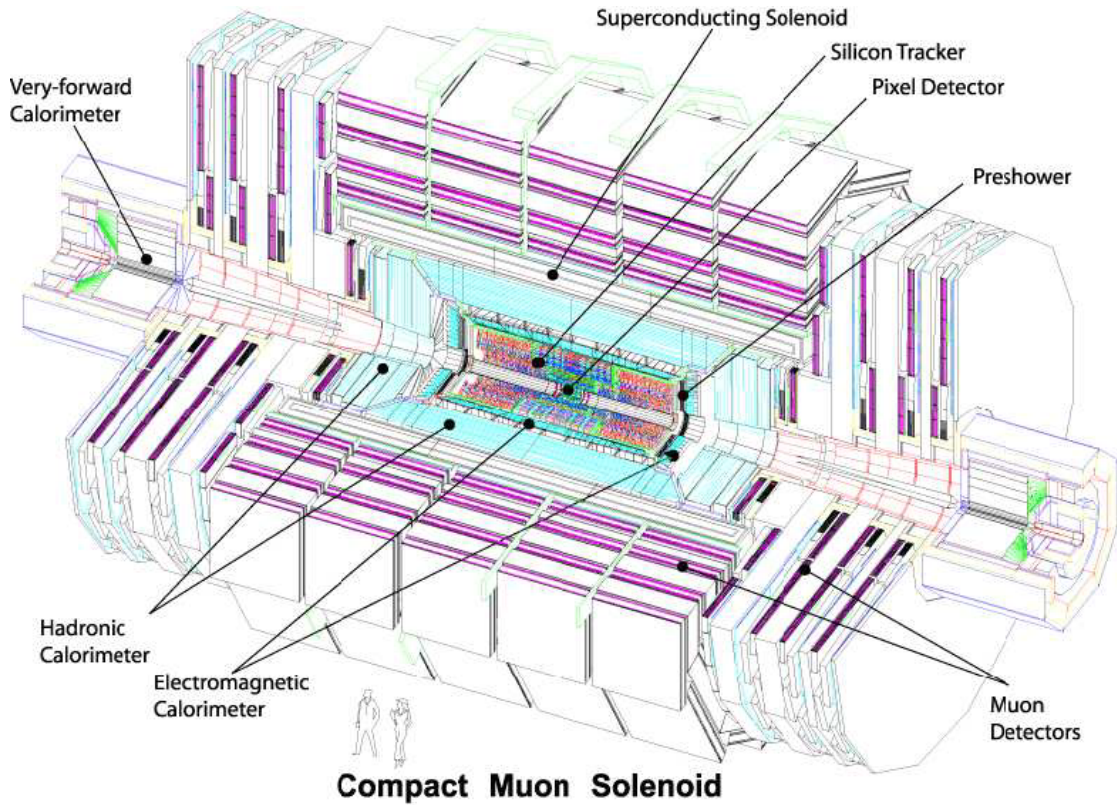 Superconducting Solenoid
Silicon Tracker
Pixel Detector
Very-forward
Calorimeter
Preshower
Hadronic
Calorimeter
Electromagnetic
Calorimeter
Muon
Detectors
Compact Muon Solenoid